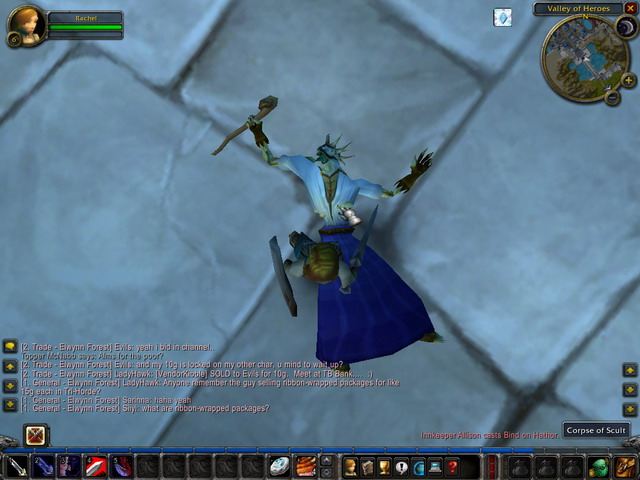 Rachel
Valley of Heroes
N
[2. Trade - Elwynn Forest] Evils: yeah i bid in channel..
Topper McNabb says: Alms for the poor?
[2. Trade - Elwynn Forest] Evils: and my 10g is locked on my other char, u mind to wait up?
[2. Trade - Elwynn Forest] LadyHawk: [Vendorkibble] SOLD to Evils for 10g. Meet at TB Bank.... :)
[1. General - Elwynn Forest] LadyHawk: Anyone remember the guy selling ribbon-wrapped packages for like
15g each in Tri-Horde?
[1. General - Elwynn Forest] Serinna: haha yeah
[1. General - Elwynn Forest] Slyi: what are ribbon-wrapped packages?
Innkeeper Allison casts Bind on Hethor.
Corpse of Scult